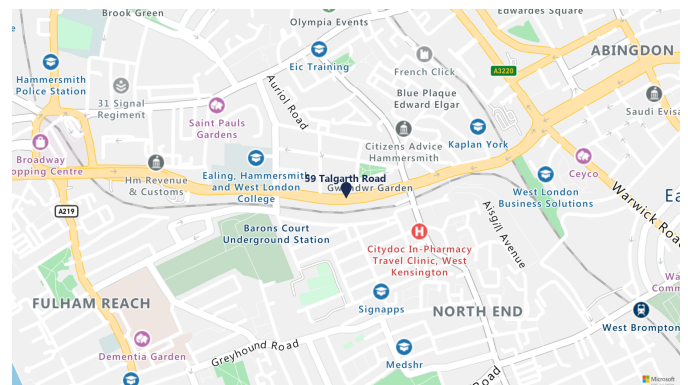 Brook Green
Olympia Events
Edwardes Square
ABINGDON
Hammersmith
Police Station
Eic Training
French Click
A3220
Blue Plaque
Edward Elgar
31 Signal
Regiment
Auriol Road
Saint Pauls
Gardens
Saudi Evisa
Citizens Advice
Hammersmith
Kaplan York
Broadway
opping Centre
Hm Revenue
& Customs
Ealing, Hammersmith
and West London
College
59 Talgarth Road
Gwendwr Garden
Ceyco
West London
Business Solutions
Warwick Road
Ea
A219
Barons Court
Underground Station
Aisgill Avenue
Citydoc In-Pharmacy
Travel Clinic, West
Kensington
Wa
Comm
FULHAM REACH
Signapps
NORTH END
West Brompton
Dementia Garden
Greyhound Road
Medshr
Road
Microsoft